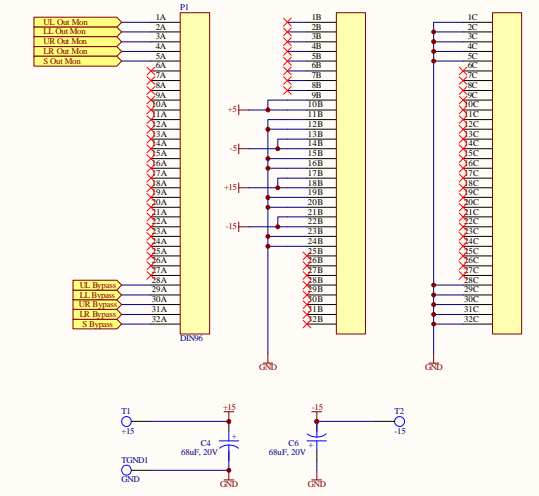 P1
UL Out Mon 1A
LL Out Mon 2A
UR Out Mon 3A
LR Out Mon 4A
S Out Mon 5A
6A
7A
8A
9A
10A
11A
12A
13A
14A
15A
16A
17A
18A
19A
20A
21A
22A
23A
24A
25A
26A
27A
UL Bypass 28A
LL Bypass 29A
UR Bypass 30A
LR Bypass 31A
S Bypass 32A
DIN96
1B
2B
3B
4B
5B
6B
7B
8B
9B
+5 10B
11B
12B
13B
-5 14B
15B
16B
17B
+15 18B
19B
20B
21B
-15 22B
23B
24B
25B
26B
27B
28B
29B
30B
31B
32B
GND
1C
2C
3C
4C
5C
6C
7C
8C
9C
10C
11C
12C
13C
14C
15C
16C
17C
18C
19C
20C
21C
22C
23C
24C
25C
26C
27C
28C
29C
30C
31C
32C
GND
T1
+15
+15
C4
68uF, 20V
+
TGND1
GND
GND
-15
C6
68uF, 20V
+
T2
-15
GND